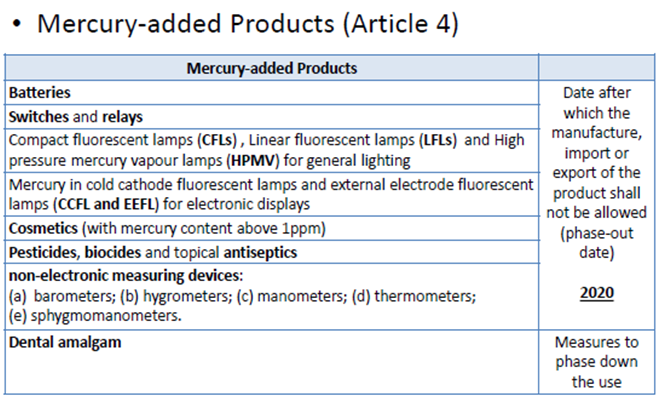 • Mercury-added Products (Article 4)
Mercury-added Products
Batteries
Switches and relays
Compact fluorescent lamps (CFLs) , Linear fluorescent lamps (LFLs) and High
pressure mercury vapour lamps (HPMV) for general lighting
Mercury in cold cathode fluorescent lamps and external electrode fluorescent
lamps (CCFL and EEFL) for electronic displays
Cosmetics (with mercury content above 1ppm)
Pesticides, biocides and topical antiseptics
non-electronic measuring devices:
(a) barometers; (b) hygrometers; (c) manometers; (d) thermometers;
(e) sphygmomanometers.
Date after
which the
manufacture,
import or
export of the
product shall
not be allowed
(phase-out
date)
2020
Dental amalgam
Measures to
phase down
the use